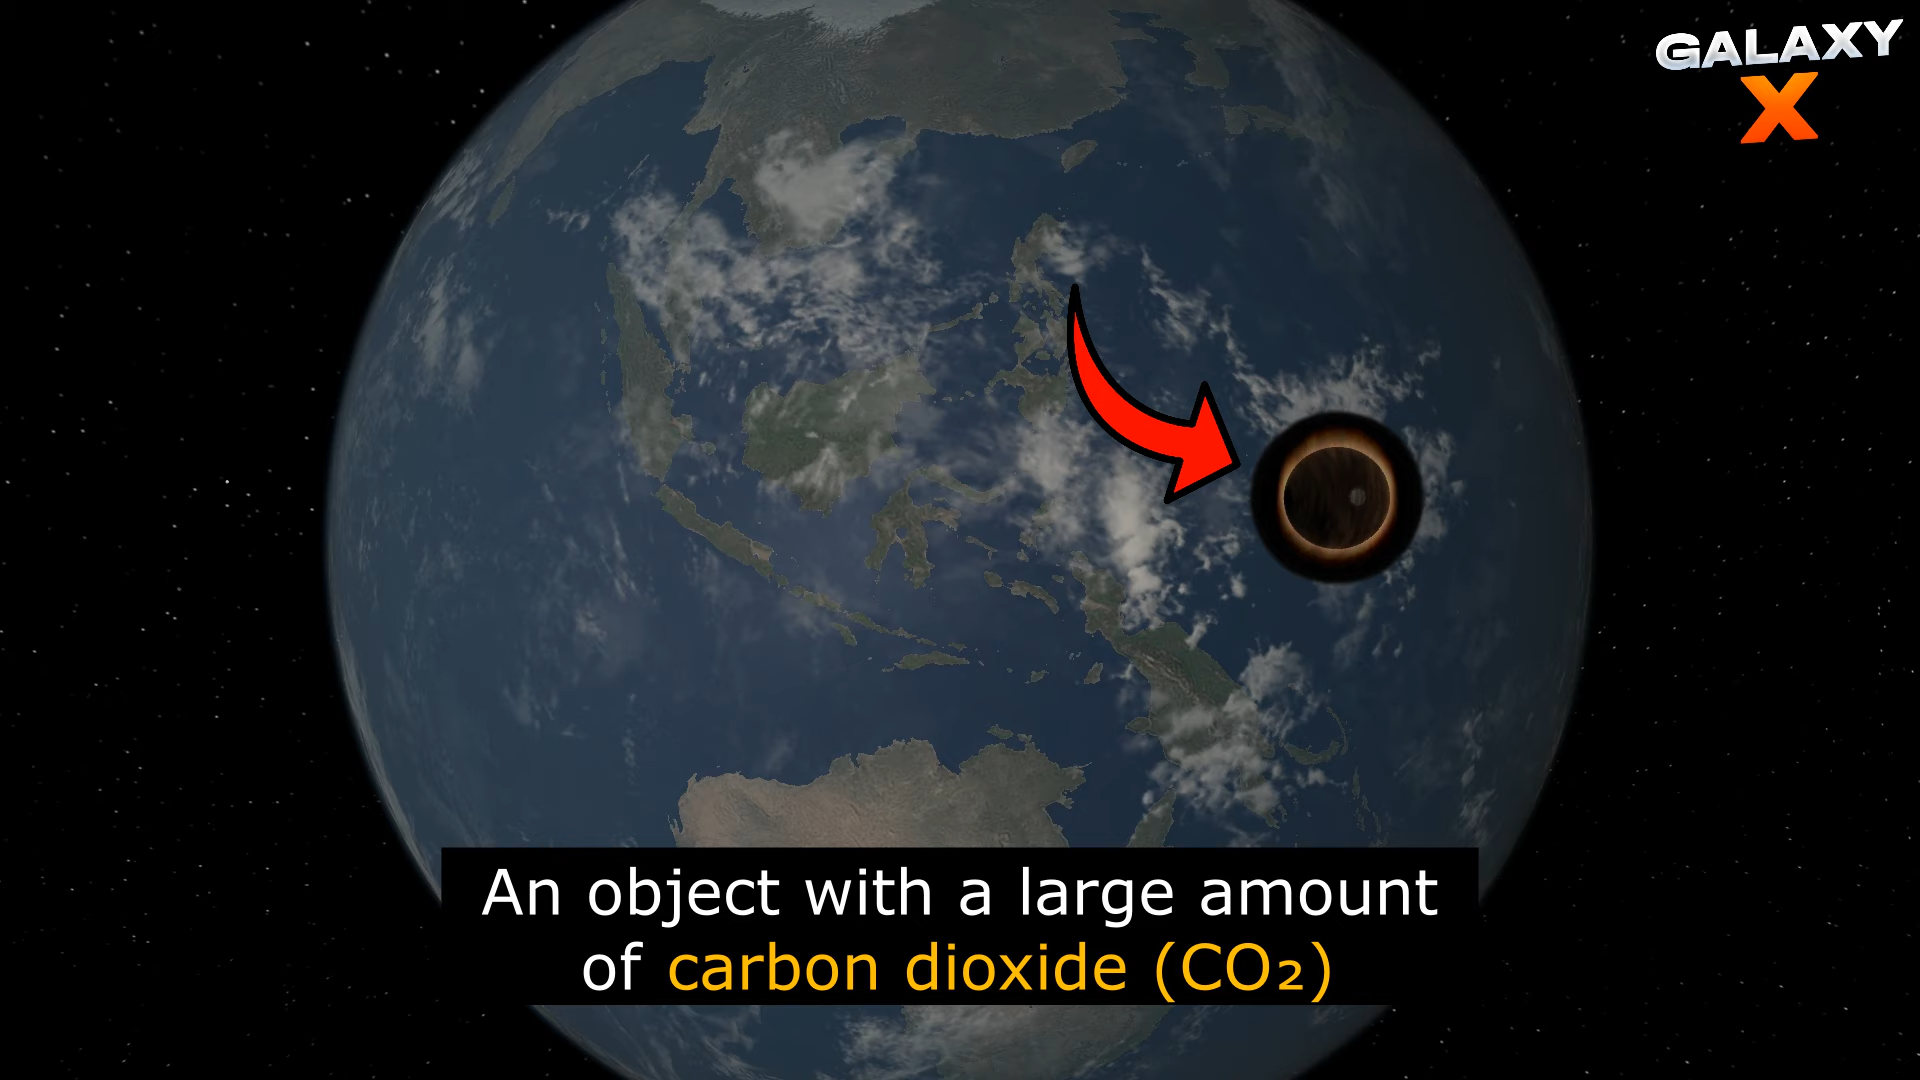 GALAXY
X
An object with a large amount
of carbon dioxide (CO₂)